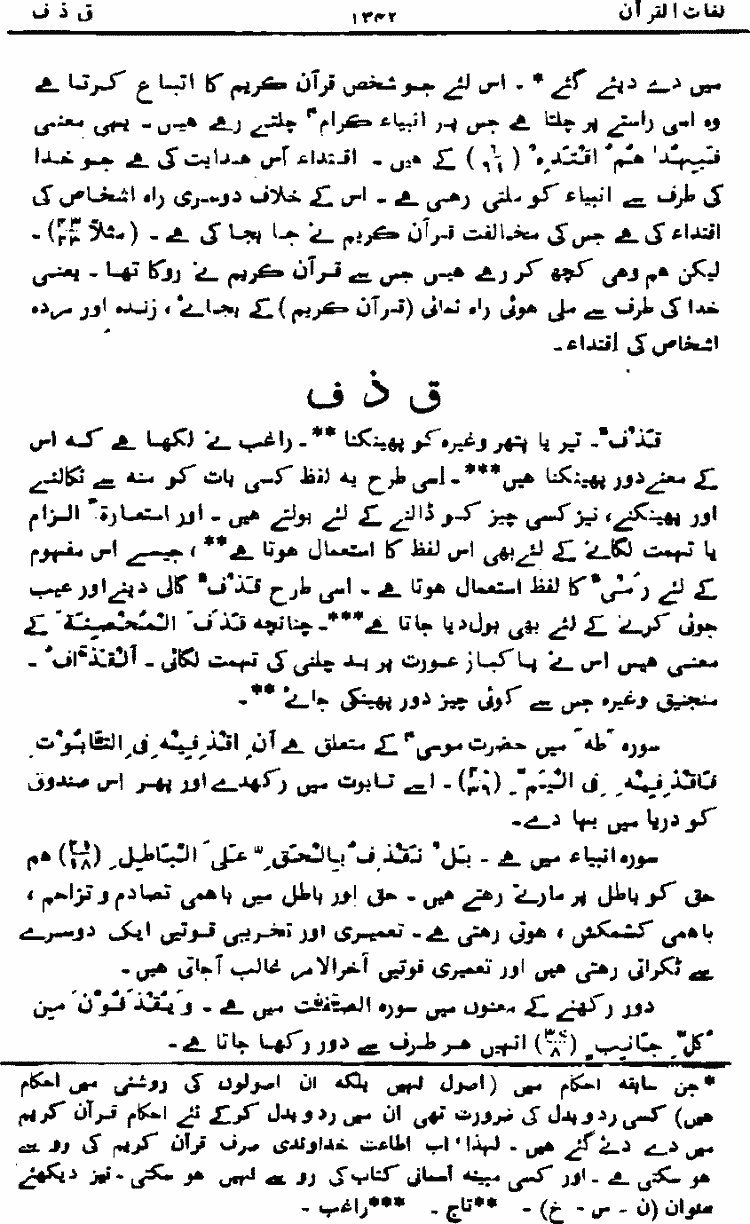 لغات القرآن ۱۳۴۲ ق ذ ف
میں دے دیئے گئے * ۔ اس لئے جو شخص قرآن کریم کا اتباع کرتا ہے
وہ اسی راستے پر چلتا ہے جس پر انبیاء کرامؑ چلتے رہے ہیں ۔ یہی معنی
فَبِهُدٰىهُمُ اقْتَدِهْ ( ۶/۹۱ ) کے ہیں ۔ اقتداء اُس ہدایت کی ہے جو خدا
کی طرف سے انبیاء کو ملتی رہی ہے ۔ اس کے خلاف دوسری راہ اشخاص کی
اقتداء کی ہے جس کی مخالفت قرآن کریم نے جا بجا کی ہے ۔ (مثلاً ۴۳/۲۳) ۔
لیکن ہم وہی کچھ کر رہے ہیں جس سے قرآن کریم نے روکا تھا ۔ یعنی
خدا کی طرف سے ملی ہوئی راہ نمائی (قرآن کریم) کے بجائے ، زندہ اور مردہ
اشخاص کی اقتداء ۔
ق ذ ف
قَذْفٌ ۔ تیر یا پتھر وغیرہ کو پھینکنا ** ۔ راغب نے لکھا ہے کہ اس
کے معنے دور پھینکنا ہیں *** ۔ اسی طرح یہ لفظ کسی بات کو منہ سے نکالنے
اور پھینکنے، نیز کسی چیز کو ڈالنے کے لئے بولتے ہیں ۔ اور استعارۃً الزام
یا تہمت لگانے کے لئے بھی اس لفظ کا استعمال ہوتا ہے ** ، جیسے اس مفہوم
کے لئے رَمْیٌ کا لفظ استعمال ہوتا ہے ۔ اسی طرح قَذْفٌ گالی دینے اور عیب
جوئی کرنے کے لئے بھی بول دیا جاتا ہے *** ۔ چنانچہ قَذَفَ الْمُحْصَنَةَ کے
معنی ہیں اس نے پاکباز عورت پر بد چلنی کی تہمت لگائی ۔ اَلْقَذَّافُ ۔
منجنیق وغیرہ جس سے کوئی چیز دور پھینکی جائے ** ۔
سورہ طٰہٰ میں حضرت موسیٰؑ کے متعلق ہے اَنِ اقْذِفِيْهِ فِی التَّابُوْتِ
فَاقْذِفِيْهِ فِی الْيَمِّ (۲۰/۳۹) ۔ اسے تابوت میں رکھدے اور پھر اس صندوق
کو دریا میں بہا دے ۔
سورہ انبیاء میں ہے ۔ بَلْ نَقْذِفُ بِالْحَقِّ عَلَی الْبَاطِلِ (۲۱/۱۸) ہم
حق کو باطل پر مارتے رہتے ہیں ۔ حق اور باطل میں باہمی تصادم و تزاحم ،
باہمی کشمکش ، ہوتی رہتی ہے ۔ تعمیری اور تخریبی قوتیں ایک دوسرے
سے ٹکراتی رہتی ہیں اور تعمیری قوتیں آخرالامر غالب آجاتی ہیں ۔
دور رکھنے کے معنوں میں سورہ الصّٰفّٰت میں ہے ۔ وَيُقْذَفُوْنَ مِنْ
كُلِّ جَانِبٍ (۳۷/۸) انہیں ہر طرف سے دور رکھا جاتا ہے ۔
*جن سابقہ احکام میں (اصول نہیں بلکہ ان اصولوں کی روشنی میں احکام
ہیں) کسی رد و بدل کی ضرورت تھی ان میں رد و بدل کرکے نئے احکام قرآن کریم
میں دے دئے گئے ہیں ۔ لہٰذا ، اب اطاعت خداوندی صرف قرآن کریم کی رو سے
ہو سکتی ہے ۔ اور کسی مبینہ آسمانی کتاب کی رو سے نہیں ہو سکتی ۔ نیز دیکھئے
عنوان (ن ۔ س ۔ خ) ۔ **تاج ۔ ***راغب ۔